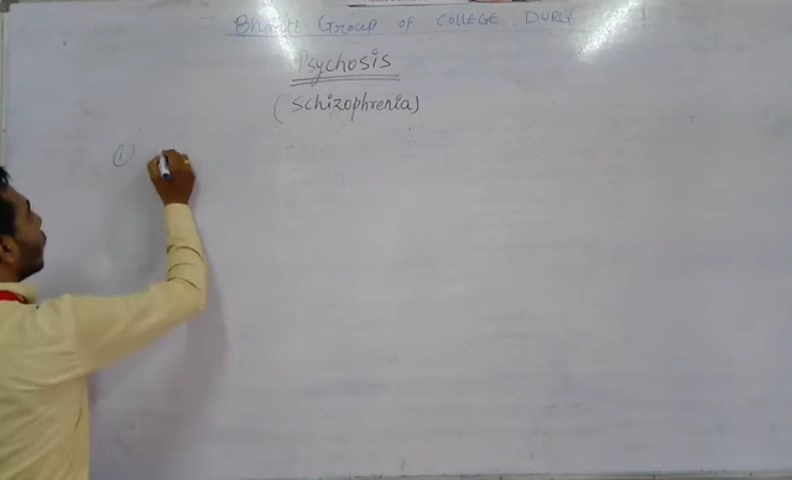 Bharti Group of COLLEGE, DURG
Psychosis
(Schizophrenia)
①